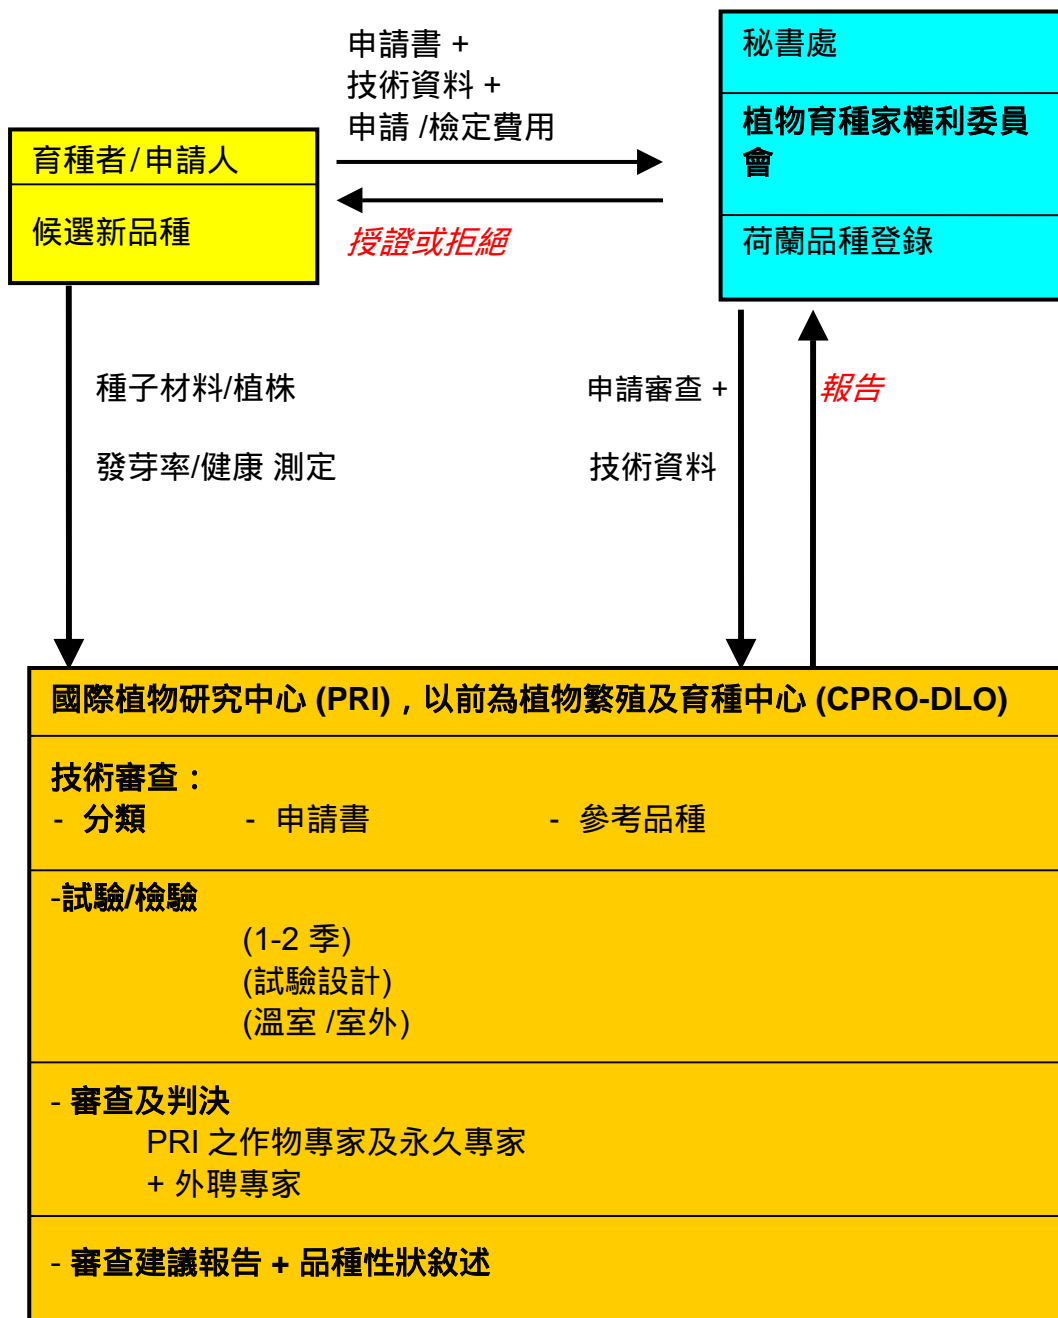 申請書 +
技術資料 +
申請 /檢定費用
秘書處
植物育種家權利委員
會
荷蘭品種登錄
育種者/申請人
候選新品種
授證或拒絕
種子材料/植株
發芽率/健康 測定
申請審查 +
技術資料
報告
國際植物研究中心 (PRI) , 以前為植物繁殖及育種中心 (CPRO-DLO)
技術審查：
- 分類 - 申請書 - 參考品種
-試驗/檢驗
(1-2 季)
(試驗設計)
(溫室 /室外)
- 審查及判決
PRI 之作物專家及永久專家
+ 外聘專家
- 審查建議報告 + 品種性狀敘述